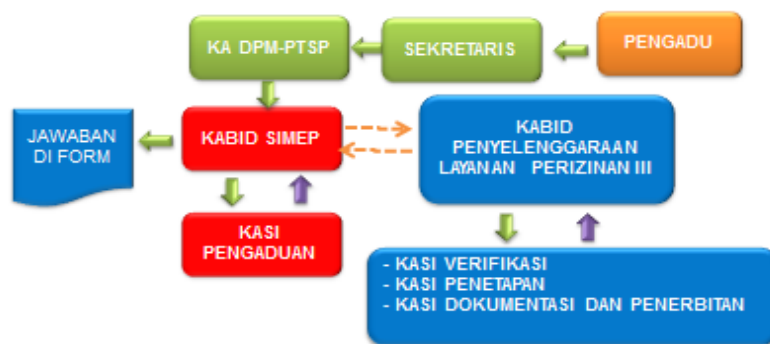 KA DPM-PTSP
SEKRETARIS
PENGADU
JAWABAN
DI FORM
KABID SIMEP
KABID
PENYELENGGARAAN
LAYANAN PERIZINAN III
KASI
PENGADUAN
- KASI VERIFIKASI
- KASI PENETAPAN
- KASI DOKUMENTASI DAN PENERBITAN